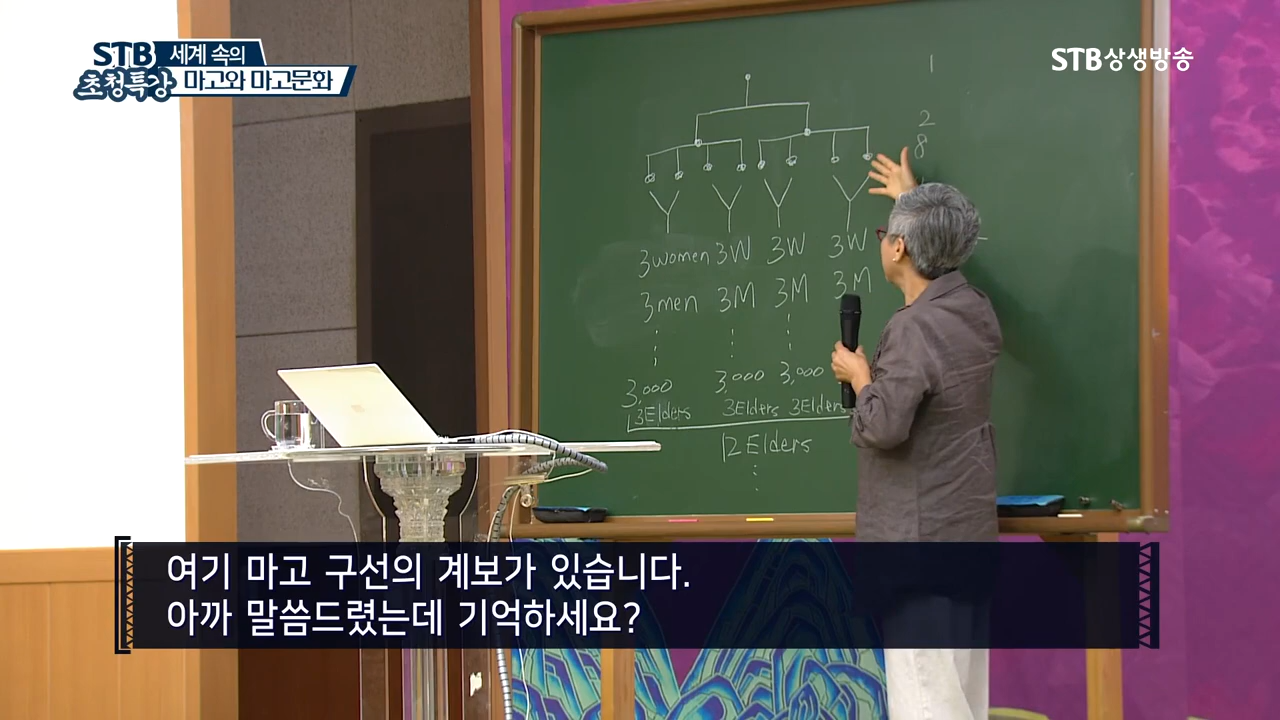 STB 세계 속의
초청특강 마고와 마고문화
STB상생방송
1
2
8
3women 3W 3W 3W
3men 3M 3M 3M
3,000 3,000 3,000
3Elders 3Elders 3Elders
12 Elders
여기 마고 구선의 계보가 있습니다.
아까 말씀드렸는데 기억하세요?